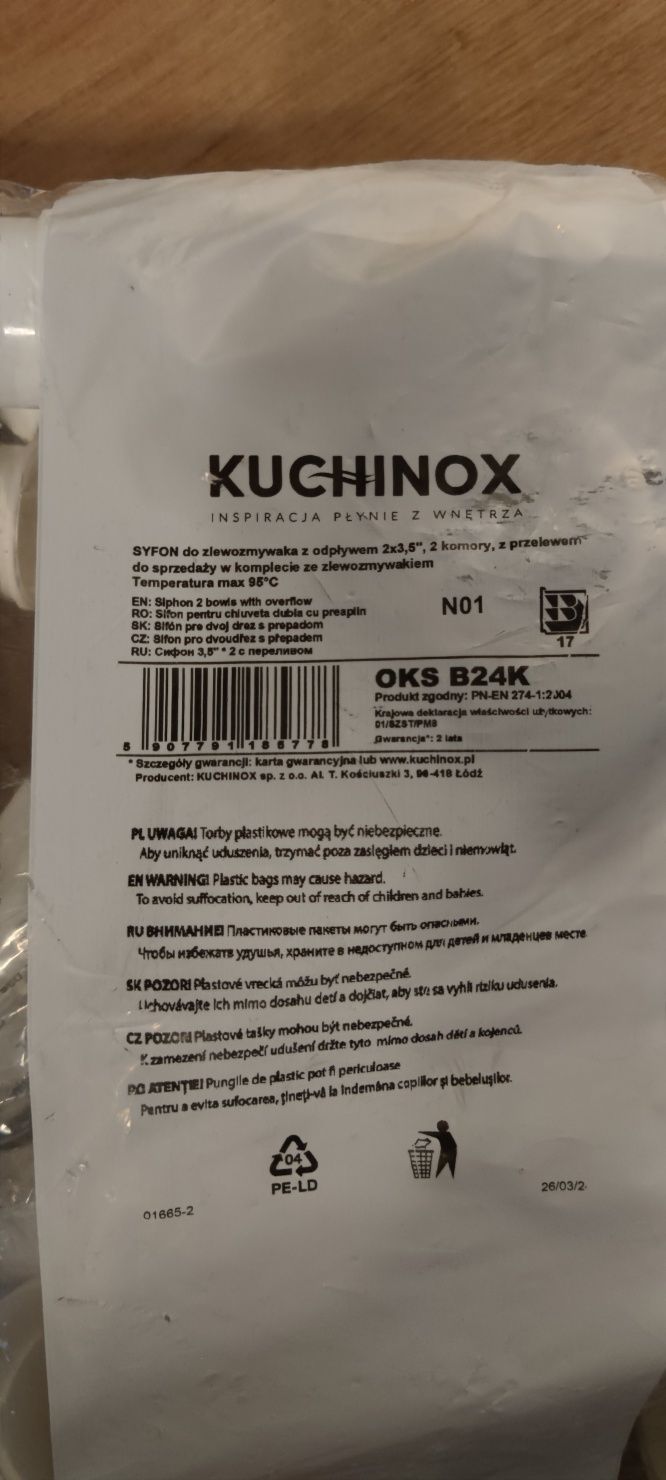 KUCHINOX
INSPIRACJA PŁYNIE Z WNĘTRZA
SYFON do zlewozmywaka z odpływem 2x3,5", 2 komory, z przelewem
do sprzedaży w komplecie ze zlewozmywakiem
Temperatura max 95°C
EN: Siphon 2 bowls with overflow
RO: Sifon pentru chiuveta dubla cu preaplin
SK: Sifón pre dvoj drez s prepadom
CZ: Sifon pro dvoudřez s přepadem
RU: Сифон 3,5" * 2 с переливом
N01
B
17
OKS B24K
Produkt zgodny: PN-EN 274-1:2004
Krajowa deklaracja właściwości użytkowych:
01/SZST/PMB
Gwarancja*: 2 lata
5 907791 186778
* Szczegóły gwarancji: karta gwarancyjna lub www.kuchinox.pl
Producent: KUCHINOX sp. z o.o. Al. T. Kościuszki 3, 90-418 Łódź
PL UWAGA! Torby plastikowe mogą być niebezpieczne.
Aby uniknąć uduszenia, trzymać poza zasięgiem dzieci i niemowląt.
EN WARNING! Plastic bags may cause hazard.
To avoid suffocation, keep out of reach of children and babies.
RU ВНИМАНИЕ! Пластиковые пакеты могут быть опасными.
Чтобы избежать удушья, храните в недоступном для детей и младенцев месте
SK POZOR! Plastové vrecká môžu byť nebezpečné.
Uchovávajte ich mimo dosahu detí a dojčiat, aby ste sa vyhli riziku udusenia.
CZ POZOR! Plastové tašky mohou být nebezpečné.
K zamezení nebezpečí udušení držte tyto mimo dosah dětí a kojenců.
RO ATENȚIE! Pungile de plastic pot fi periculoase
Pentru a evita sufocarea, țineți-vă la îndemâna copiilor și bebelușilor.
04
PE-LD
01665-2
26/03/2